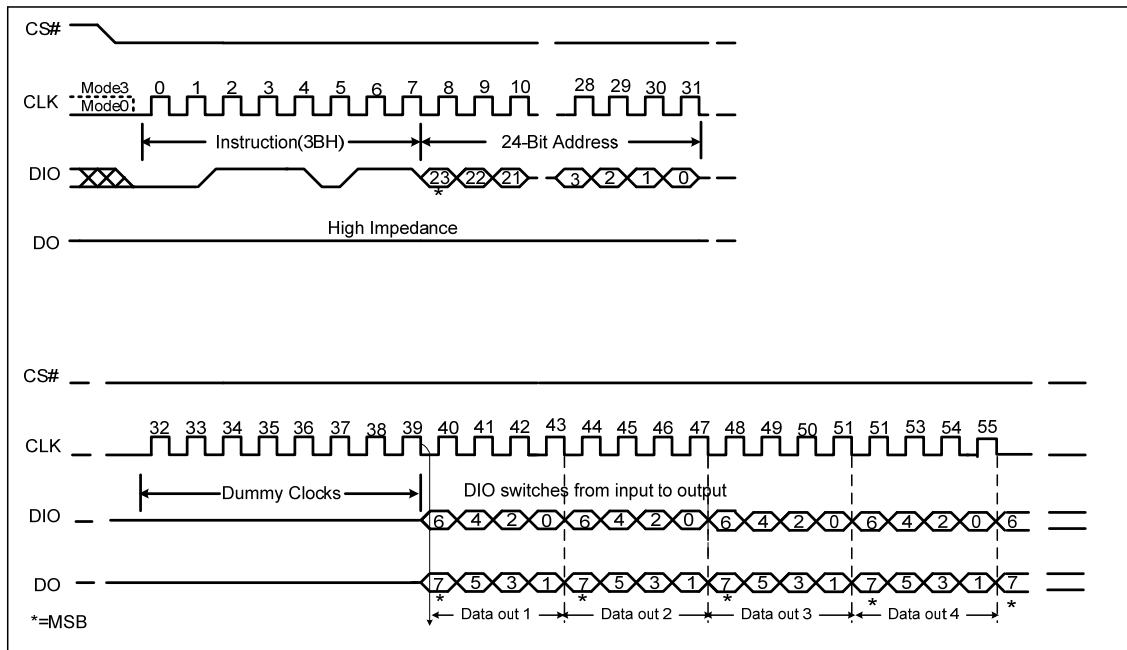 CS#
Mode3
0 1 2 3 4 5 6 7 8 9 10 28 29 30 31
CLK
Mode0
Instruction(3BH) 24-Bit Address
DIO 23 22 21 3 2 1 0
*
High Impedance
DO
CS#
32 33 34 35 36 37 38 39 40 41 42 43 44 45 46 47 48 49 50 51 51 53 54 55
CLK
Dummy Clocks DIO switches from input to output
DIO 6 4 2 0 6 4 2 0 6 4 2 0 6 4 2 0 6
DO 7 5 3 1 7 5 3 1 7 5 3 1 7 5 3 1 7
* * * * *
Data out 1 Data out 2 Data out 3 Data out 4
*=MSB